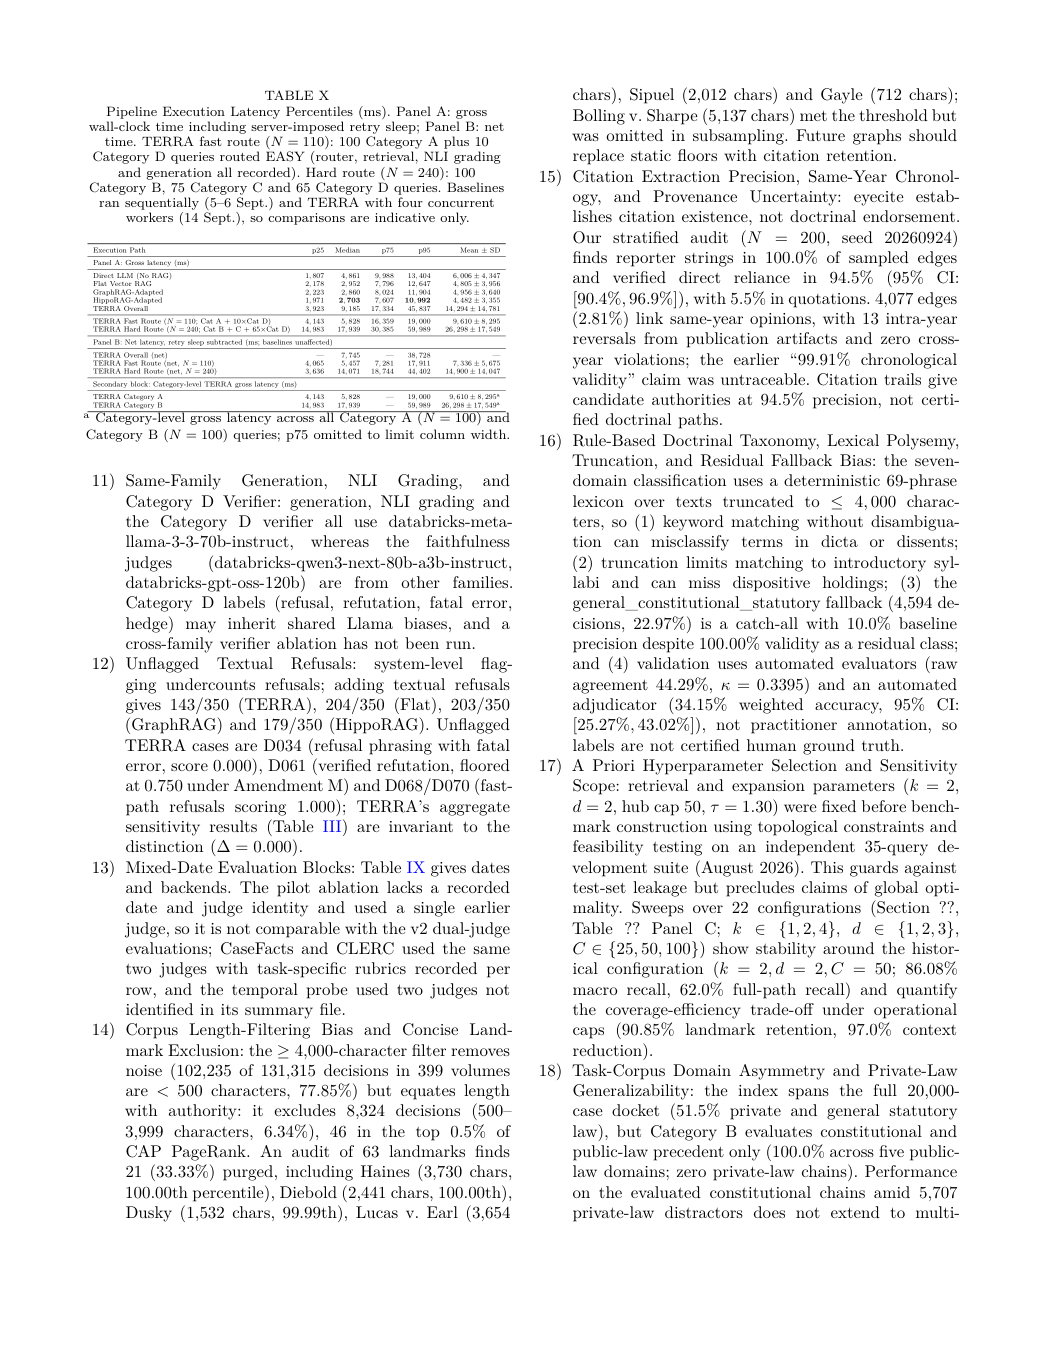 TABLE X
Pipeline Execution Latency Percentiles (ms). Panel A: gross
wall-clock time including server-imposed retry sleep; Panel B: net
time. TERRA fast route (N = 110): 100 Category A plus 10
Category D queries routed EASY (router, retrieval, NLI grading
and generation all recorded). Hard route (N = 240): 100
Category B, 75 Category C and 65 Category D queries. Baselines
ran sequentially (5–6 Sept.) and TERRA with four concurrent
workers (14 Sept.), so comparisons are indicative only.
Execution Path p25 Median p75 p95 Mean ± SD
Panel A: Gross latency (ms)
Direct LLM (No RAG) 1,807 4,861 9,988 13,404 6,006 ± 4,347
Flat Vector RAG 2,178 2,952 7,796 12,647 4,805 ± 3,956
GraphRAG-Adapted 2,223 2,860 8,024 11,904 4,956 ± 3,640
HippoRAG-Adapted 1,971 2,703 7,607 10,992 4,482 ± 3,355
TERRA Overall 3,923 9,185 17,334 45,837 14,294 ± 14,781
TERRA Fast Route (N = 110; Cat A + 10×Cat D) 4,143 5,828 16,359 19,000 9,610 ± 8,295
TERRA Hard Route (N = 240; Cat B + C + 65×Cat D) 14,983 17,939 30,385 59,989 26,298 ± 17,549
Panel B: Net latency, retry sleep subtracted (ms; baselines unaffected)
TERRA Overall (net) — 7,745 — 38,728 —
TERRA Fast Route (net, N = 110) 4,065 5,457 7,281 17,911 7,336 ± 5,675
TERRA Hard Route (net, N = 240) 3,636 14,071 18,744 44,402 14,900 ± 14,047
Secondary block: Category-level TERRA gross latency (ms)
TERRA Category A 4,143 5,828 — 19,000 9,610 ± 8,295ᵃ
TERRA Category B 14,983 17,939 — 59,989 26,298 ± 17,549ᵃ
ᵃ Category-level gross latency across all Category A (N = 100) and
Category B (N = 100) queries; p75 omitted to limit column width.
11) Same-Family Generation, NLI Grading, and
Category D Verifier: generation, NLI grading and
the Category D verifier all use databricks-meta-
llama-3-3-70b-instruct, whereas the faithfulness
judges (databricks-qwen3-next-80b-a3b-instruct,
databricks-gpt-oss-120b) are from other families.
Category D labels (refusal, refutation, fatal error,
hedge) may inherit shared Llama biases, and a
cross-family verifier ablation has not been run.
12) Unflagged Textual Refusals: system-level flag-
ging undercounts refusals; adding textual refusals
gives 143/350 (TERRA), 204/350 (Flat), 203/350
(GraphRAG) and 179/350 (HippoRAG). Unflagged
TERRA cases are D034 (refusal phrasing with fatal
error, score 0.000), D061 (verified refutation, floored
at 0.750 under Amendment M) and D068/D070 (fast-
path refusals scoring 1.000); TERRA's aggregate
sensitivity results (Table III) are invariant to the
distinction (Δ = 0.000).
13) Mixed-Date Evaluation Blocks: Table IX gives dates
and backends. The pilot ablation lacks a recorded
date and judge identity and used a single earlier
judge, so it is not comparable with the v2 dual-judge
evaluations; CaseFacts and CLERC used the same
two judges with task-specific rubrics recorded per
row, and the temporal probe used two judges not
identified in its summary file.
14) Corpus Length-Filtering Bias and Concise Land-
mark Exclusion: the ≥ 4,000-character filter removes
noise (102,235 of 131,315 decisions in 399 volumes
are < 500 characters, 77.85%) but equates length
with authority: it excludes 8,324 decisions (500–
3,999 characters, 6.34%), 46 in the top 0.5% of
CAP PageRank. An audit of 63 landmarks finds
21 (33.33%) purged, including Haines (3,730 chars,
100.00th percentile), Diebold (2,441 chars, 100.00th),
Dusky (1,532 chars, 99.99th), Lucas v. Earl (3,654
chars), Sipuel (2,012 chars) and Gayle (712 chars);
Bolling v. Sharpe (5,137 chars) met the threshold but
was omitted in subsampling. Future graphs should
replace static floors with citation retention.
15) Citation Extraction Precision, Same-Year Chronol-
ogy, and Provenance Uncertainty: eyecite estab-
lishes citation existence, not doctrinal endorsement.
Our stratified audit (N = 200, seed 20260924)
finds reporter strings in 100.0% of sampled edges
and verified direct reliance in 94.5% (95% CI:
[90.4%, 96.9%]), with 5.5% in quotations. 4,077 edges
(2.81%) link same-year opinions, with 13 intra-year
reversals from publication artifacts and zero cross-
year violations; the earlier “99.91% chronological
validity” claim was untraceable. Citation trails give
candidate authorities at 94.5% precision, not certi-
fied doctrinal paths.
16) Rule-Based Doctrinal Taxonomy, Lexical Polysemy,
Truncation, and Residual Fallback Bias: the seven-
domain classification uses a deterministic 69-phrase
lexicon over texts truncated to ≤ 4,000 charac-
ters, so (1) keyword matching without disambigua-
tion can misclassify terms in dicta or dissents;
(2) truncation limits matching to introductory syl-
labi and can miss dispositive holdings; (3) the
general_constitutional_statutory fallback (4,594 de-
cisions, 22.97%) is a catch-all with 10.0% baseline
precision despite 100.00% validity as a residual class;
and (4) validation uses automated evaluators (raw
agreement 44.29%, κ = 0.3395) and an automated
adjudicator (34.15% weighted accuracy, 95% CI:
[25.27%, 43.02%]), not practitioner annotation, so
labels are not certified human ground truth.
17) A Priori Hyperparameter Selection and Sensitivity
Scope: retrieval and expansion parameters (k = 2,
d = 2, hub cap 50, τ = 1.30) were fixed before bench-
mark construction using topological constraints and
feasibility testing on an independent 35-query de-
velopment suite (August 2026). This guards against
test-set leakage but precludes claims of global opti-
mality. Sweeps over 22 configurations (Section ??,
Table ?? Panel C; k ∈ {1, 2, 4}, d ∈ {1, 2, 3},
C ∈ {25, 50, 100}) show stability around the histor-
ical configuration (k = 2, d = 2, C = 50; 86.08%
macro recall, 62.0% full-path recall) and quantify
the coverage-efficiency trade-off under operational
caps (90.85% landmark retention, 97.0% context
reduction).
18) Task-Corpus Domain Asymmetry and Private-Law
Generalizability: the index spans the full 20,000-
case docket (51.5% private and general statutory
law), but Category B evaluates constitutional and
public-law precedent only (100.0% across five public-
law domains; zero private-law chains). Performance
on the evaluated constitutional chains amid 5,707
private-law distractors does not extend to multi-